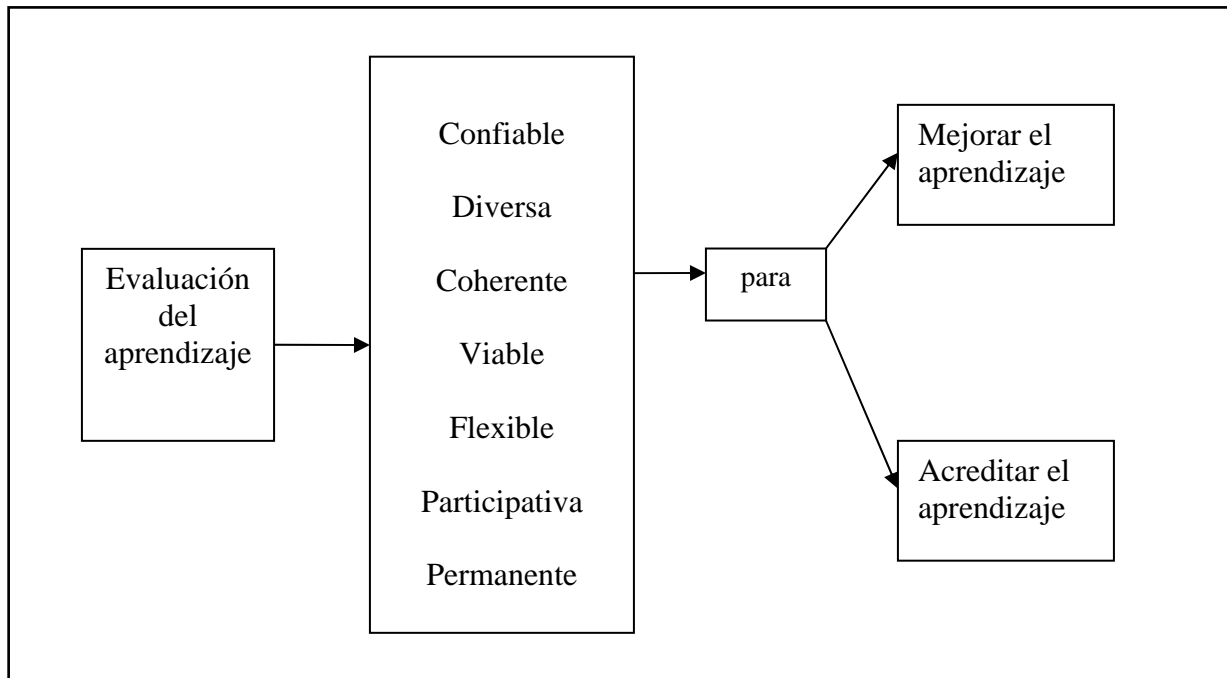 Evaluación
del
aprendizaje
Confiable
Diversa
Coherente
Viable
Flexible
Participativa
Permanente
para
Mejorar el
aprendizaje
Acreditar el
aprendizaje